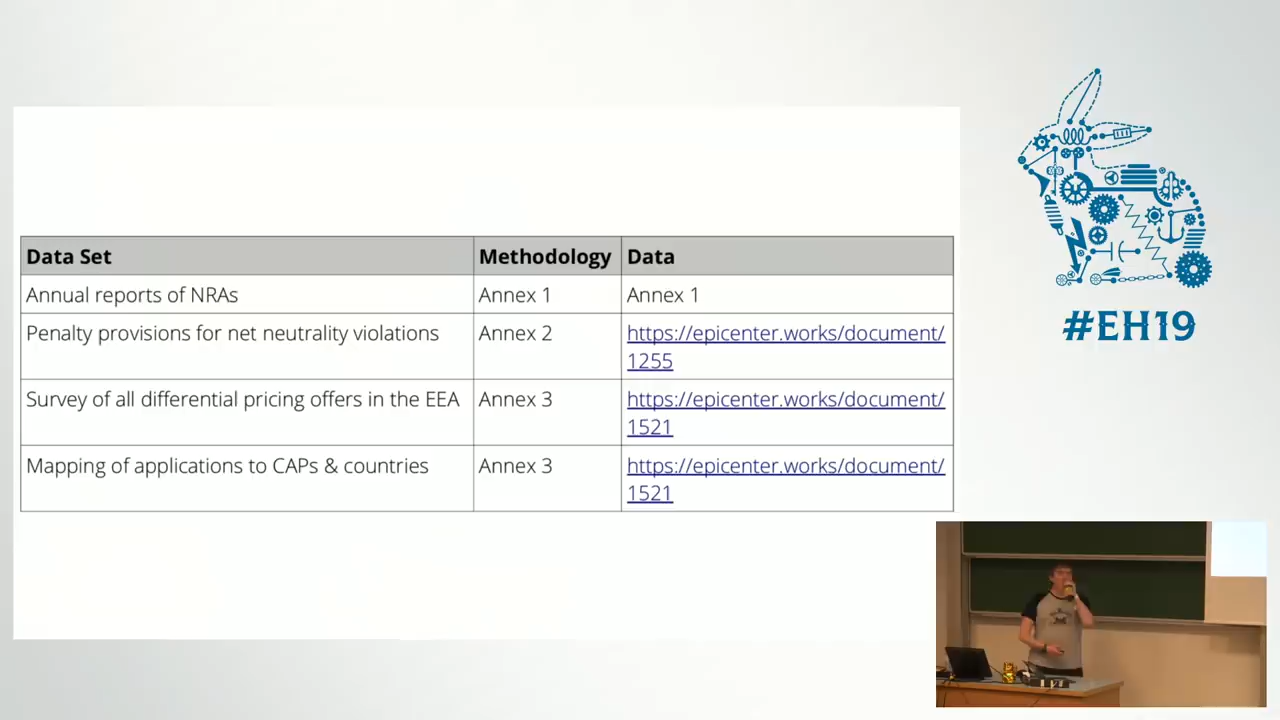 Data Set Methodology Data
Annual reports of NRAs Annex 1 Annex 1
Penalty provisions for net neutrality violations Annex 2 https://epicenter.works/document/
1255
Survey of all differential pricing offers in the EEA Annex 3 https://epicenter.works/document/
1521
Mapping of applications to CAPs & countries Annex 3 https://epicenter.works/document/
1521
#EH19